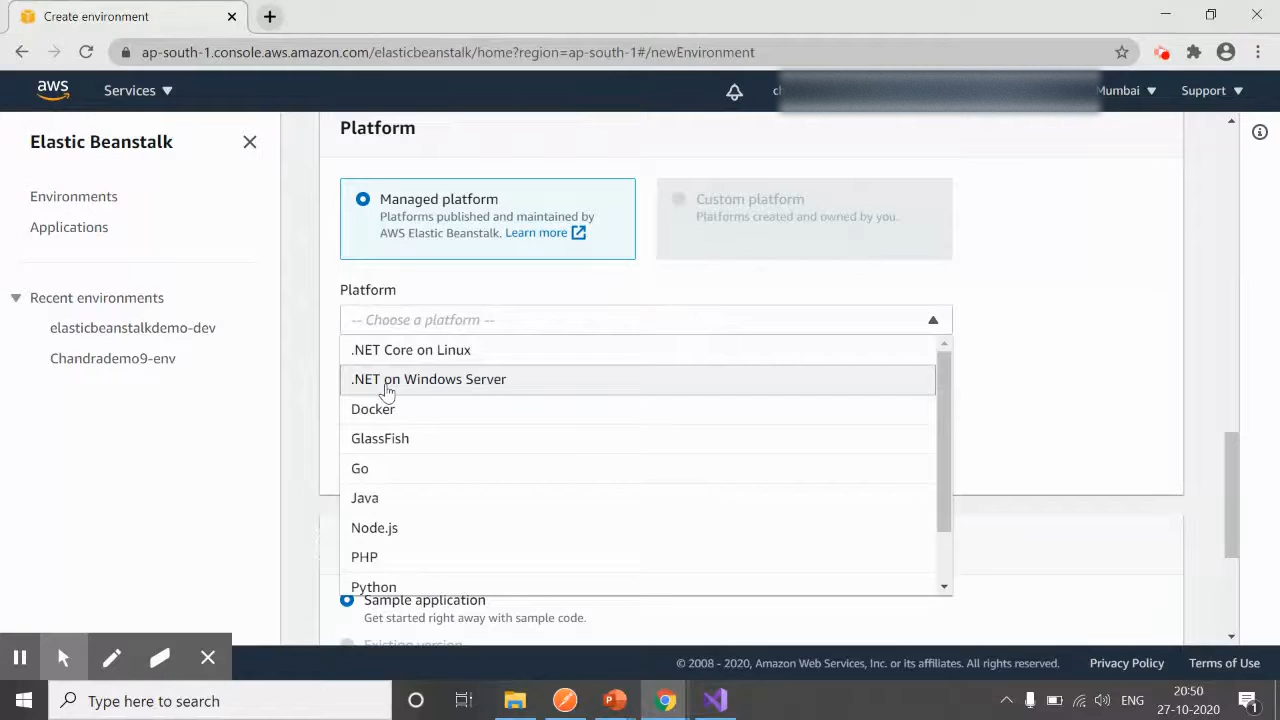 Create environment
ap-south-1.console.aws.amazon.com/elasticbeanstalk/home?region=ap-south-1#/newEnvironment
aws
Services
Mumbai
Support
Elastic Beanstalk
Environments
Applications
Recent environments
elasticbeanstalkdemo-dev
Chandrademo9-env
Platform
Managed platform
Platforms published and maintained by
AWS Elastic Beanstalk. Learn more
Custom platform
Platforms created and owned by you.
Platform
-- Choose a platform --
.NET Core on Linux
.NET on Windows Server
Docker
GlassFish
Go
Java
Node.js
PHP
Python
Sample application
Get started right away with sample code.
Existing version
© 2008 - 2020, Amazon Web Services, Inc. or its affiliates. All rights reserved.
Privacy Policy
Terms of Use
Type here to search
ENG
20:50
27-10-2020
1